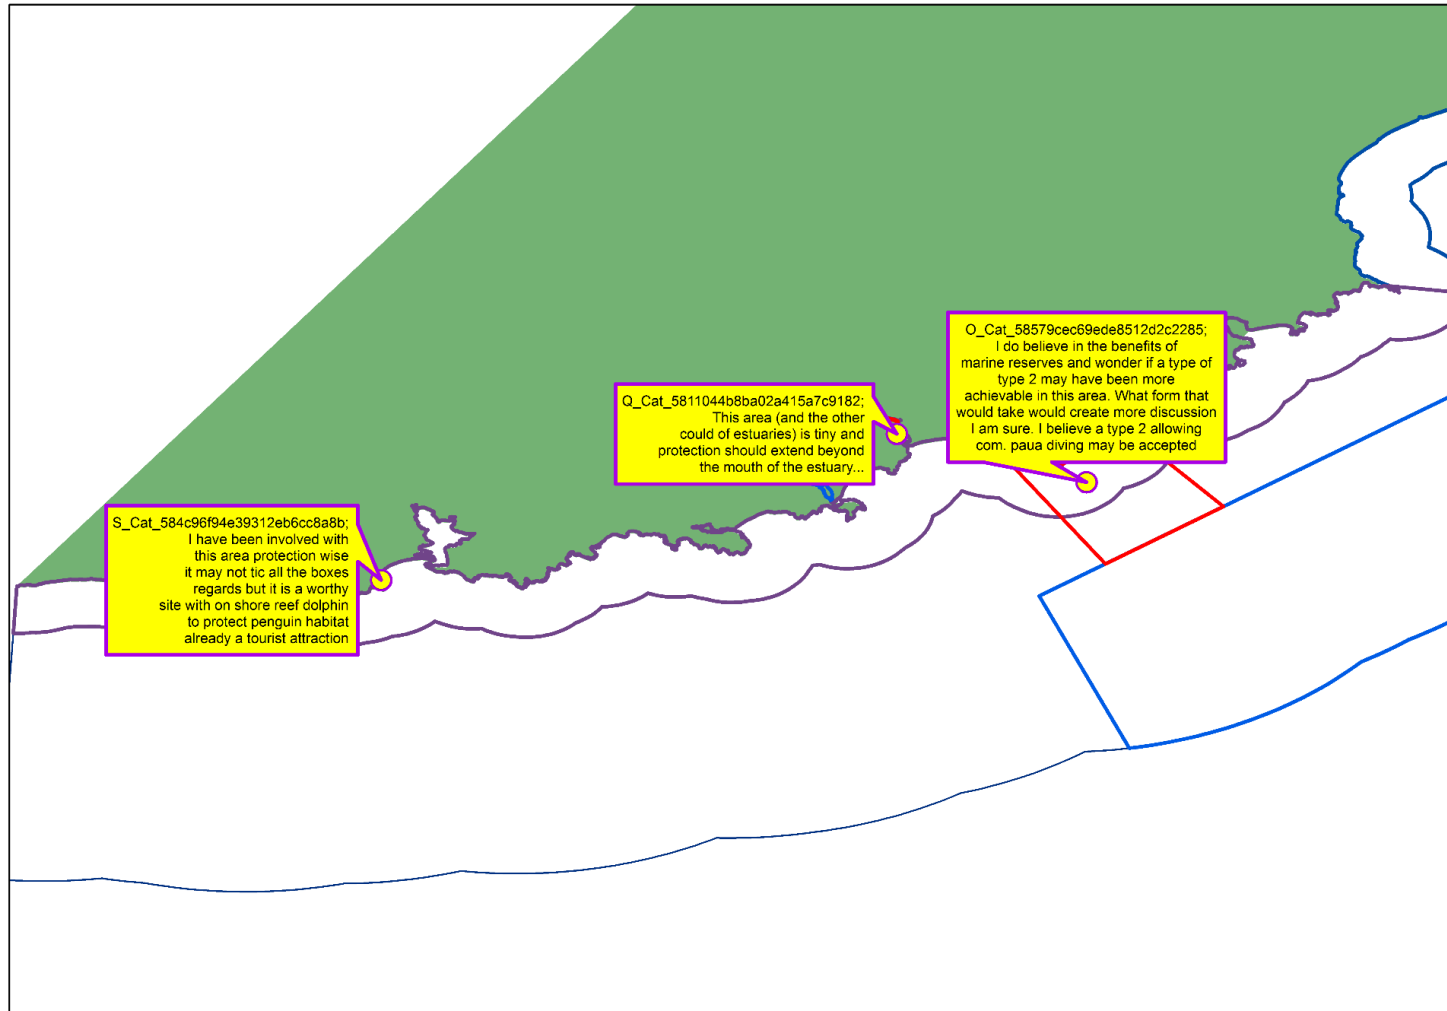 S_Cat_584c96f94e39312eb6cc8a8b;
I have been involved with
this area protection wise
it may not tic all the boxes
regards but it is a worthy
site with on shore reef dolphin
to protect penguin habitat
already a tourist attraction
Q_Cat_5811044b8ba02a415a7c9182;
This area (and the other
could of estuaries) is tiny and
protection should extend beyond
the mouth of the estuary...
O_Cat_58579cec69ede8512d2c2285;
I do believe in the benefits of
marine reserves and wonder if a type of
type 2 may have been more
achievable in this area. What form that
would take would create more discussion
I am sure. I believe a type 2 allowing
com. paua diving may be accepted